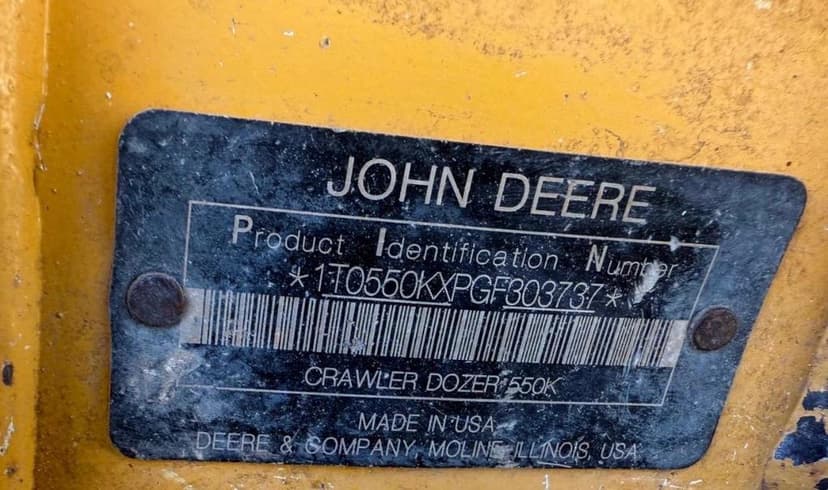 JOHN DEERE
Product Identification Number
*1T0550KXPGF303737*
CRAWLER DOZER 550K
MADE IN USA
DEERE & COMPANY, MOLINE, ILLINOIS, USA